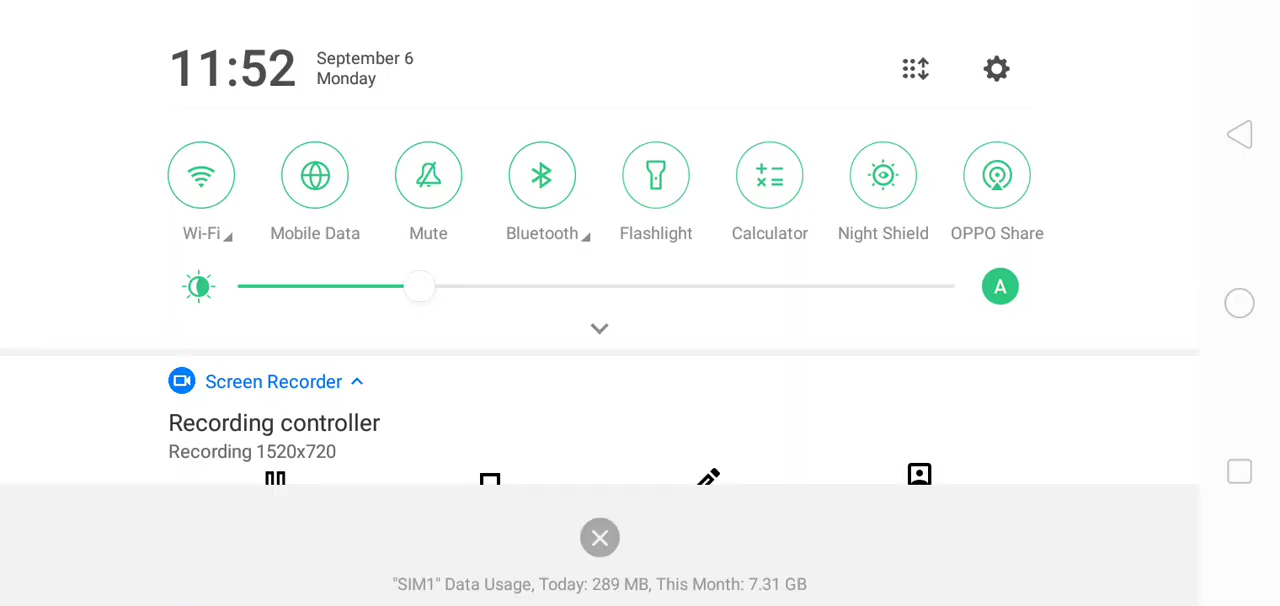 11:52
September 6
Monday
Wi-Fi
Mobile Data
Mute
Bluetooth
Flashlight
Calculator
Night Shield
OPPO Share
A
Screen Recorder
Recording controller
Recording 1520x720
"SIM1" Data Usage, Today: 289 MB, This Month: 7.31 GB